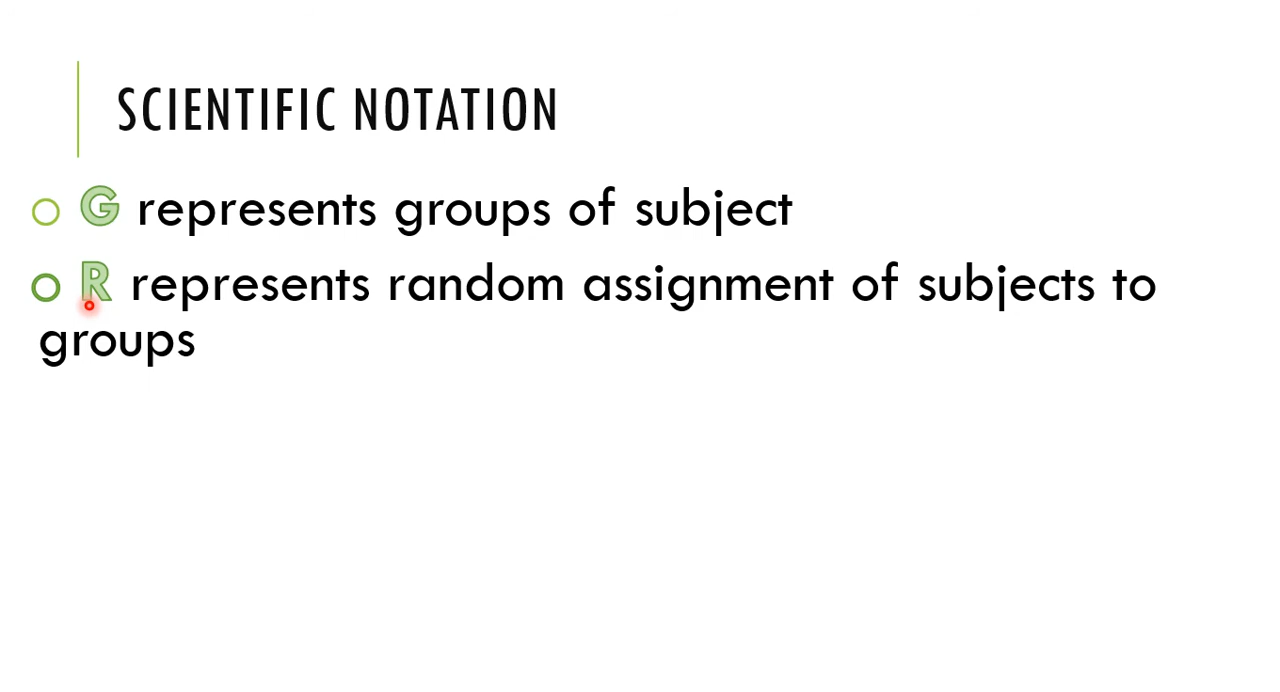 SCIENTIFIC NOTATION
G represents groups of subject
R represents random assignment of subjects to
groups